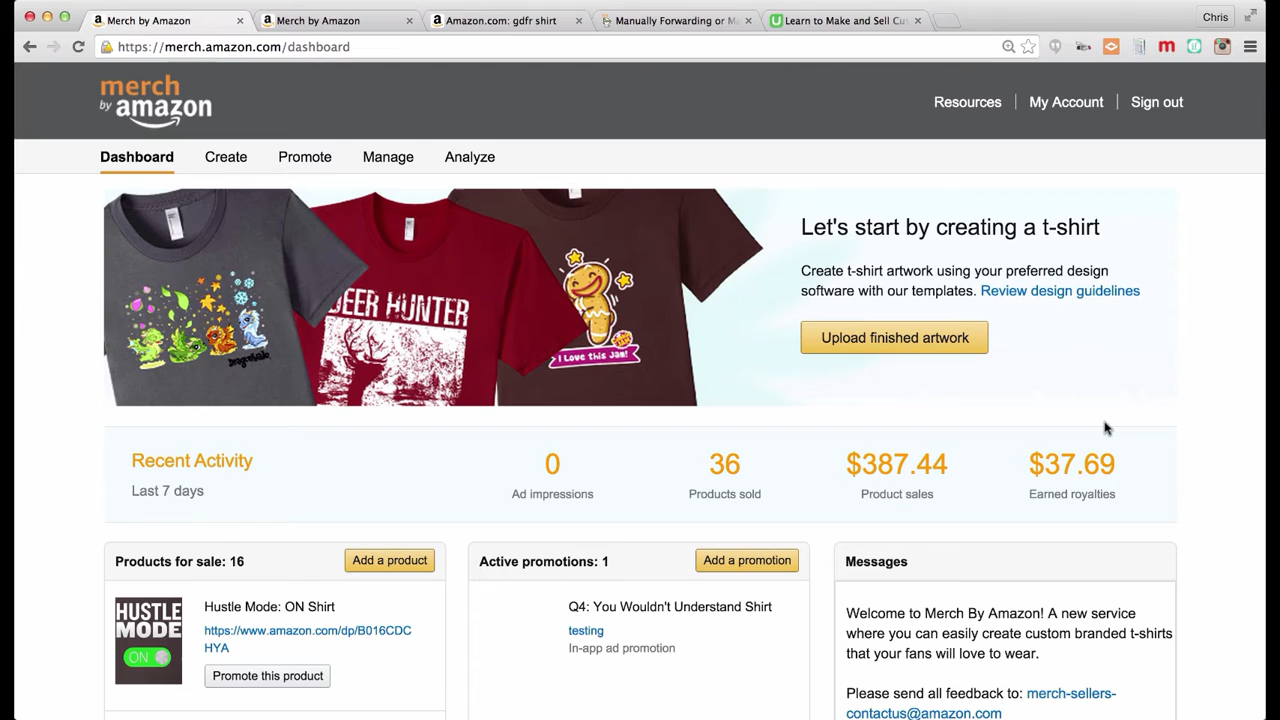 Merch by Amazon
Merch by Amazon
Amazon.com: gdfr shirt
Manually Forwarding or M
Learn to Make and Sell Cu
Chris
https://merch.amazon.com/dashboard
merch
by amazon
Resources
My Account
Sign out
Dashboard
Create
Promote
Manage
Analyze
DEER HUNTER
I Love this Jam!
Let's start by creating a t-shirt
Create t-shirt artwork using your preferred design
software with our templates. Review design guidelines
Upload finished artwork
Recent Activity
Last 7 days
0
Ad impressions
36
Products sold
$387.44
Product sales
$37.69
Earned royalties
Products for sale: 16
Add a product
HUSTLE
MODE
ON
Hustle Mode: ON Shirt
https://www.amazon.com/dp/B016CDC
HYA
Promote this product
Active promotions: 1
Add a promotion
Q4: You Wouldn't Understand Shirt
testing
In-app ad promotion
Messages
Welcome to Merch By Amazon! A new service
where you can easily create custom branded t-shirts
that your fans will love to wear.
Please send all feedback to: merch-sellers-
contactus@amazon.com